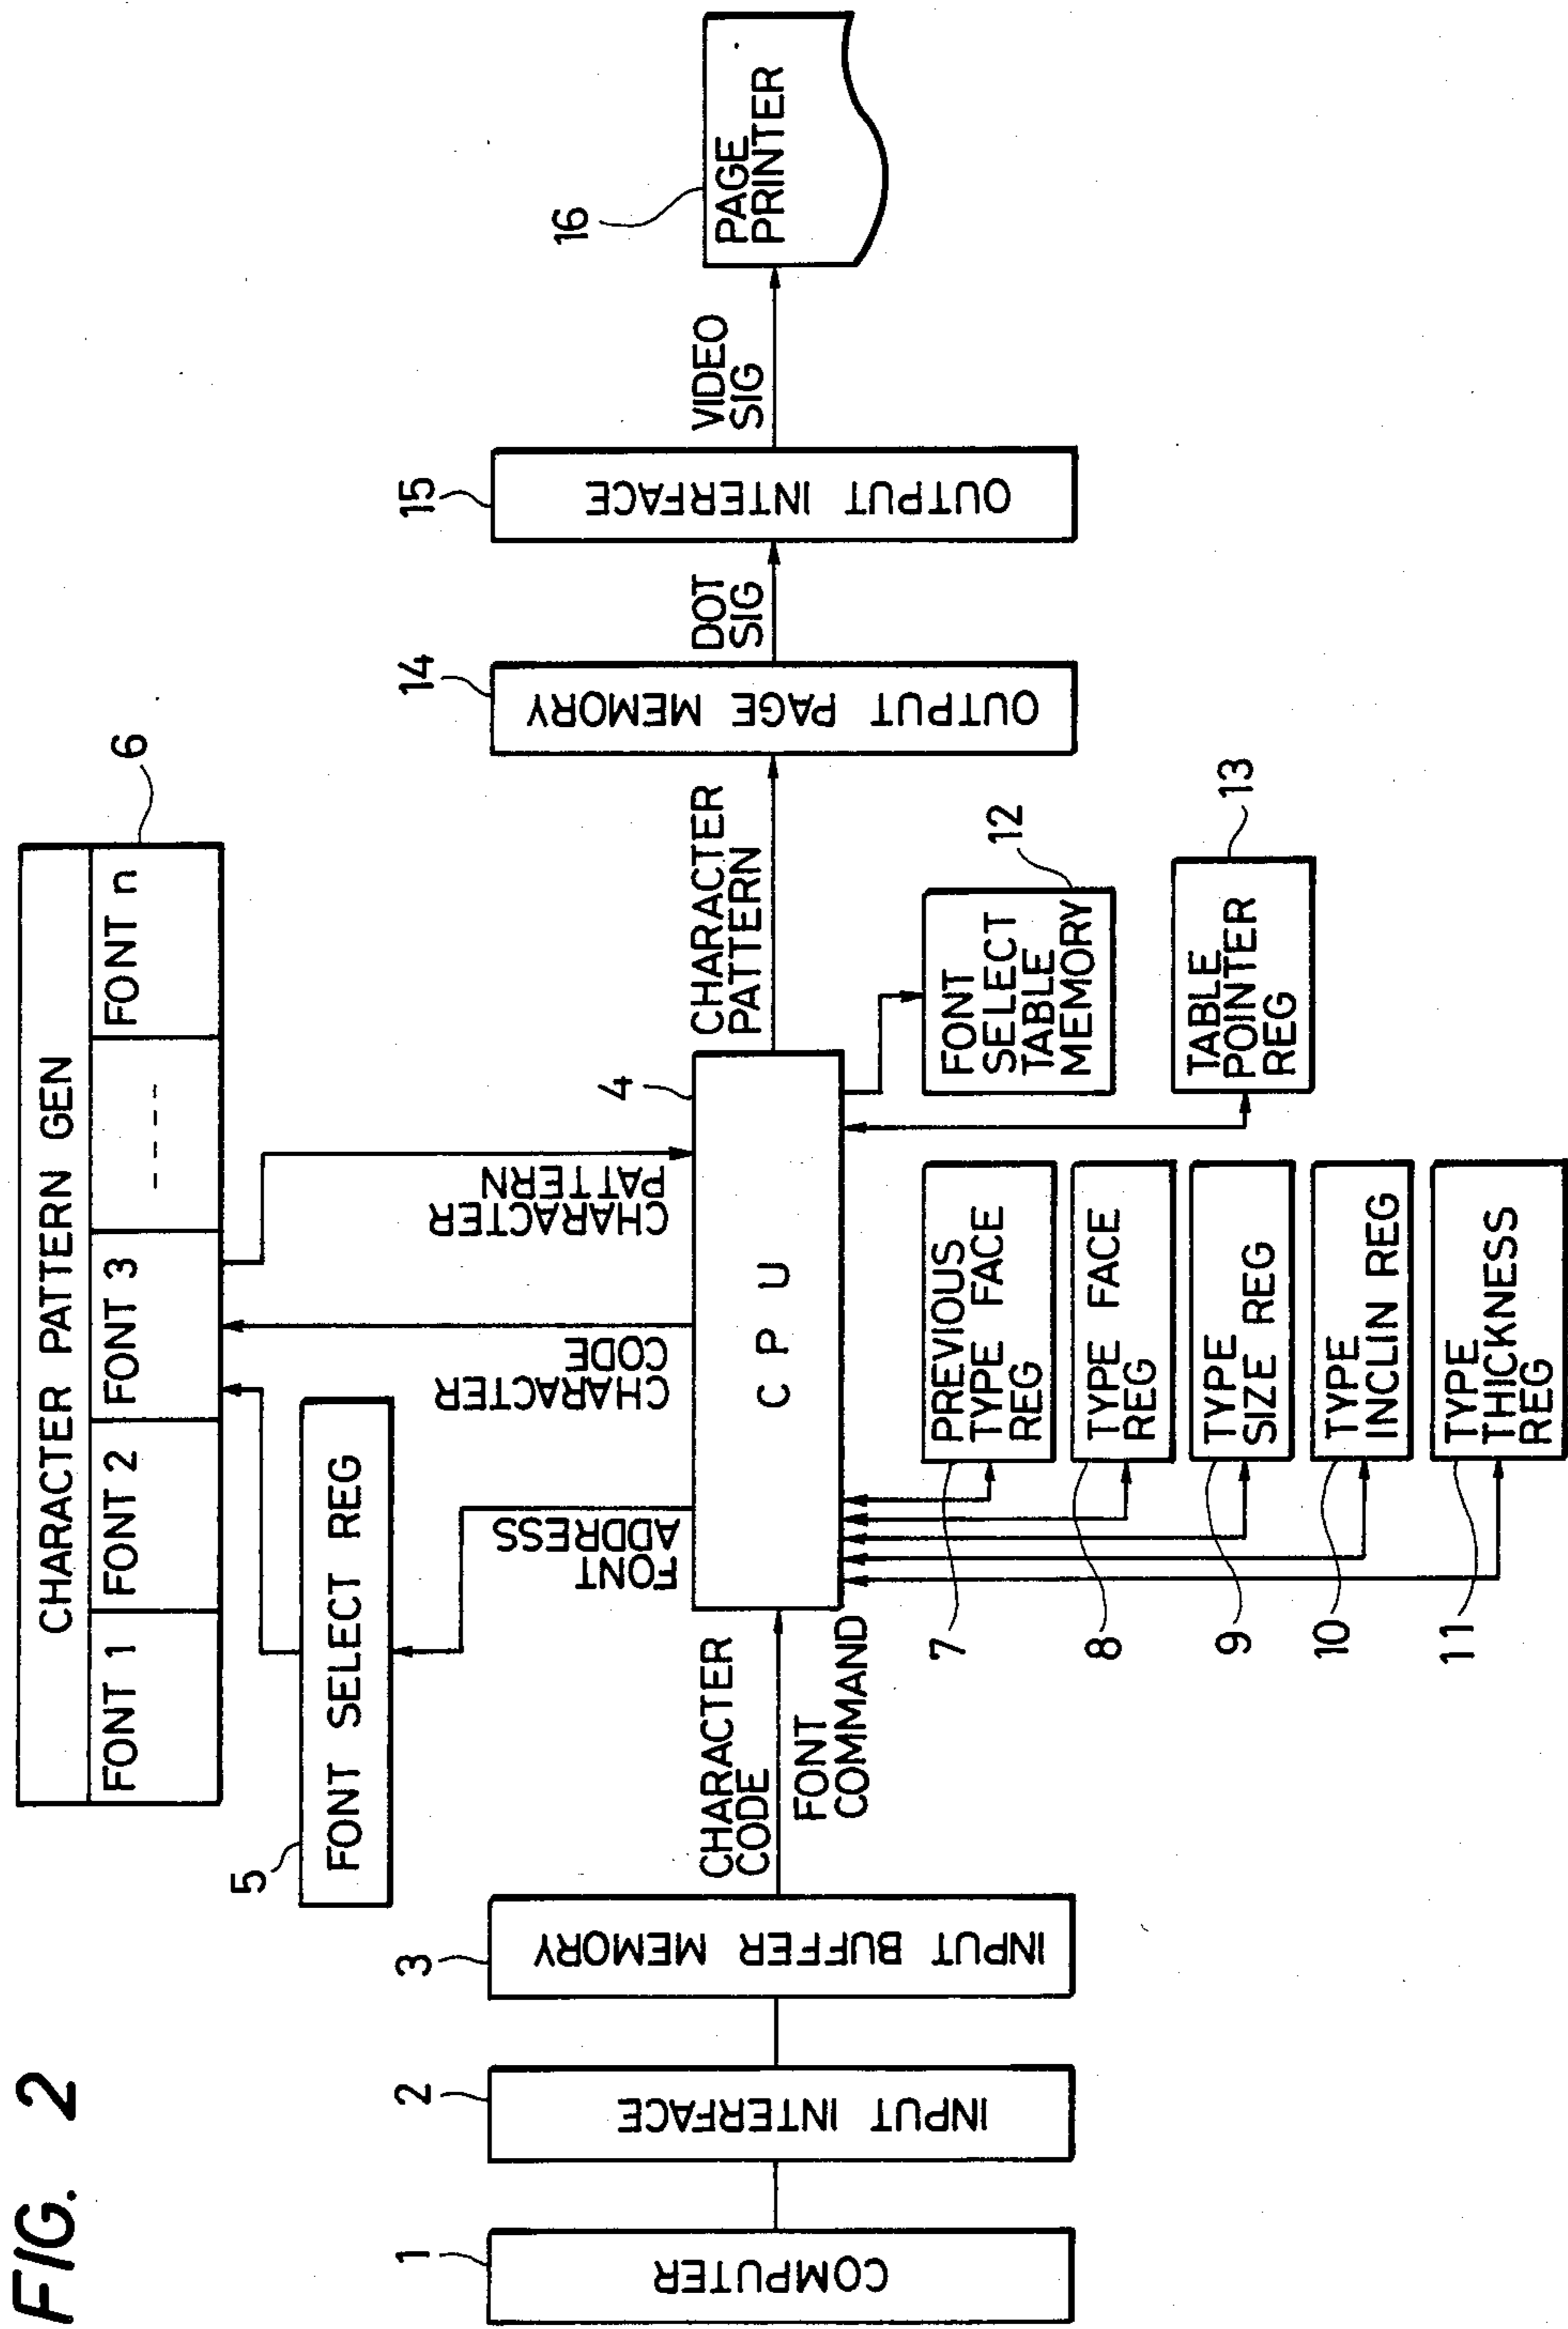 FIG. 2
CHARACTER PATTERN GEN
FONT 1
FONT 2
FONT 3
----
FONT n
6
5
FONT SELECT REG
FONT
ADDRESS
CHARACTER
CODE
CHARACTER
PATTERN
1
COMPUTER
2
INPUT INTERFACE
3
INPUT BUFFER MEMORY
CHARACTER
CODE
FONT
COMMAND
4
C P U
CHARACTER
PATTERN
14
OUTPUT PAGE MEMORY
DOT
SIG
15
OUTPUT INTERFACE
VIDEO
SIG
16
PAGE
PRINTER
7
PREVIOUS
TYPE FACE
REG
8
TYPE FACE
REG
9
TYPE
SIZE REG
10
TYPE
INCLIN REG
11
TYPE
THICKNESS
REG
12
FONT
SELECT
TABLE
MEMORY
13
TABLE
POINTER
REG